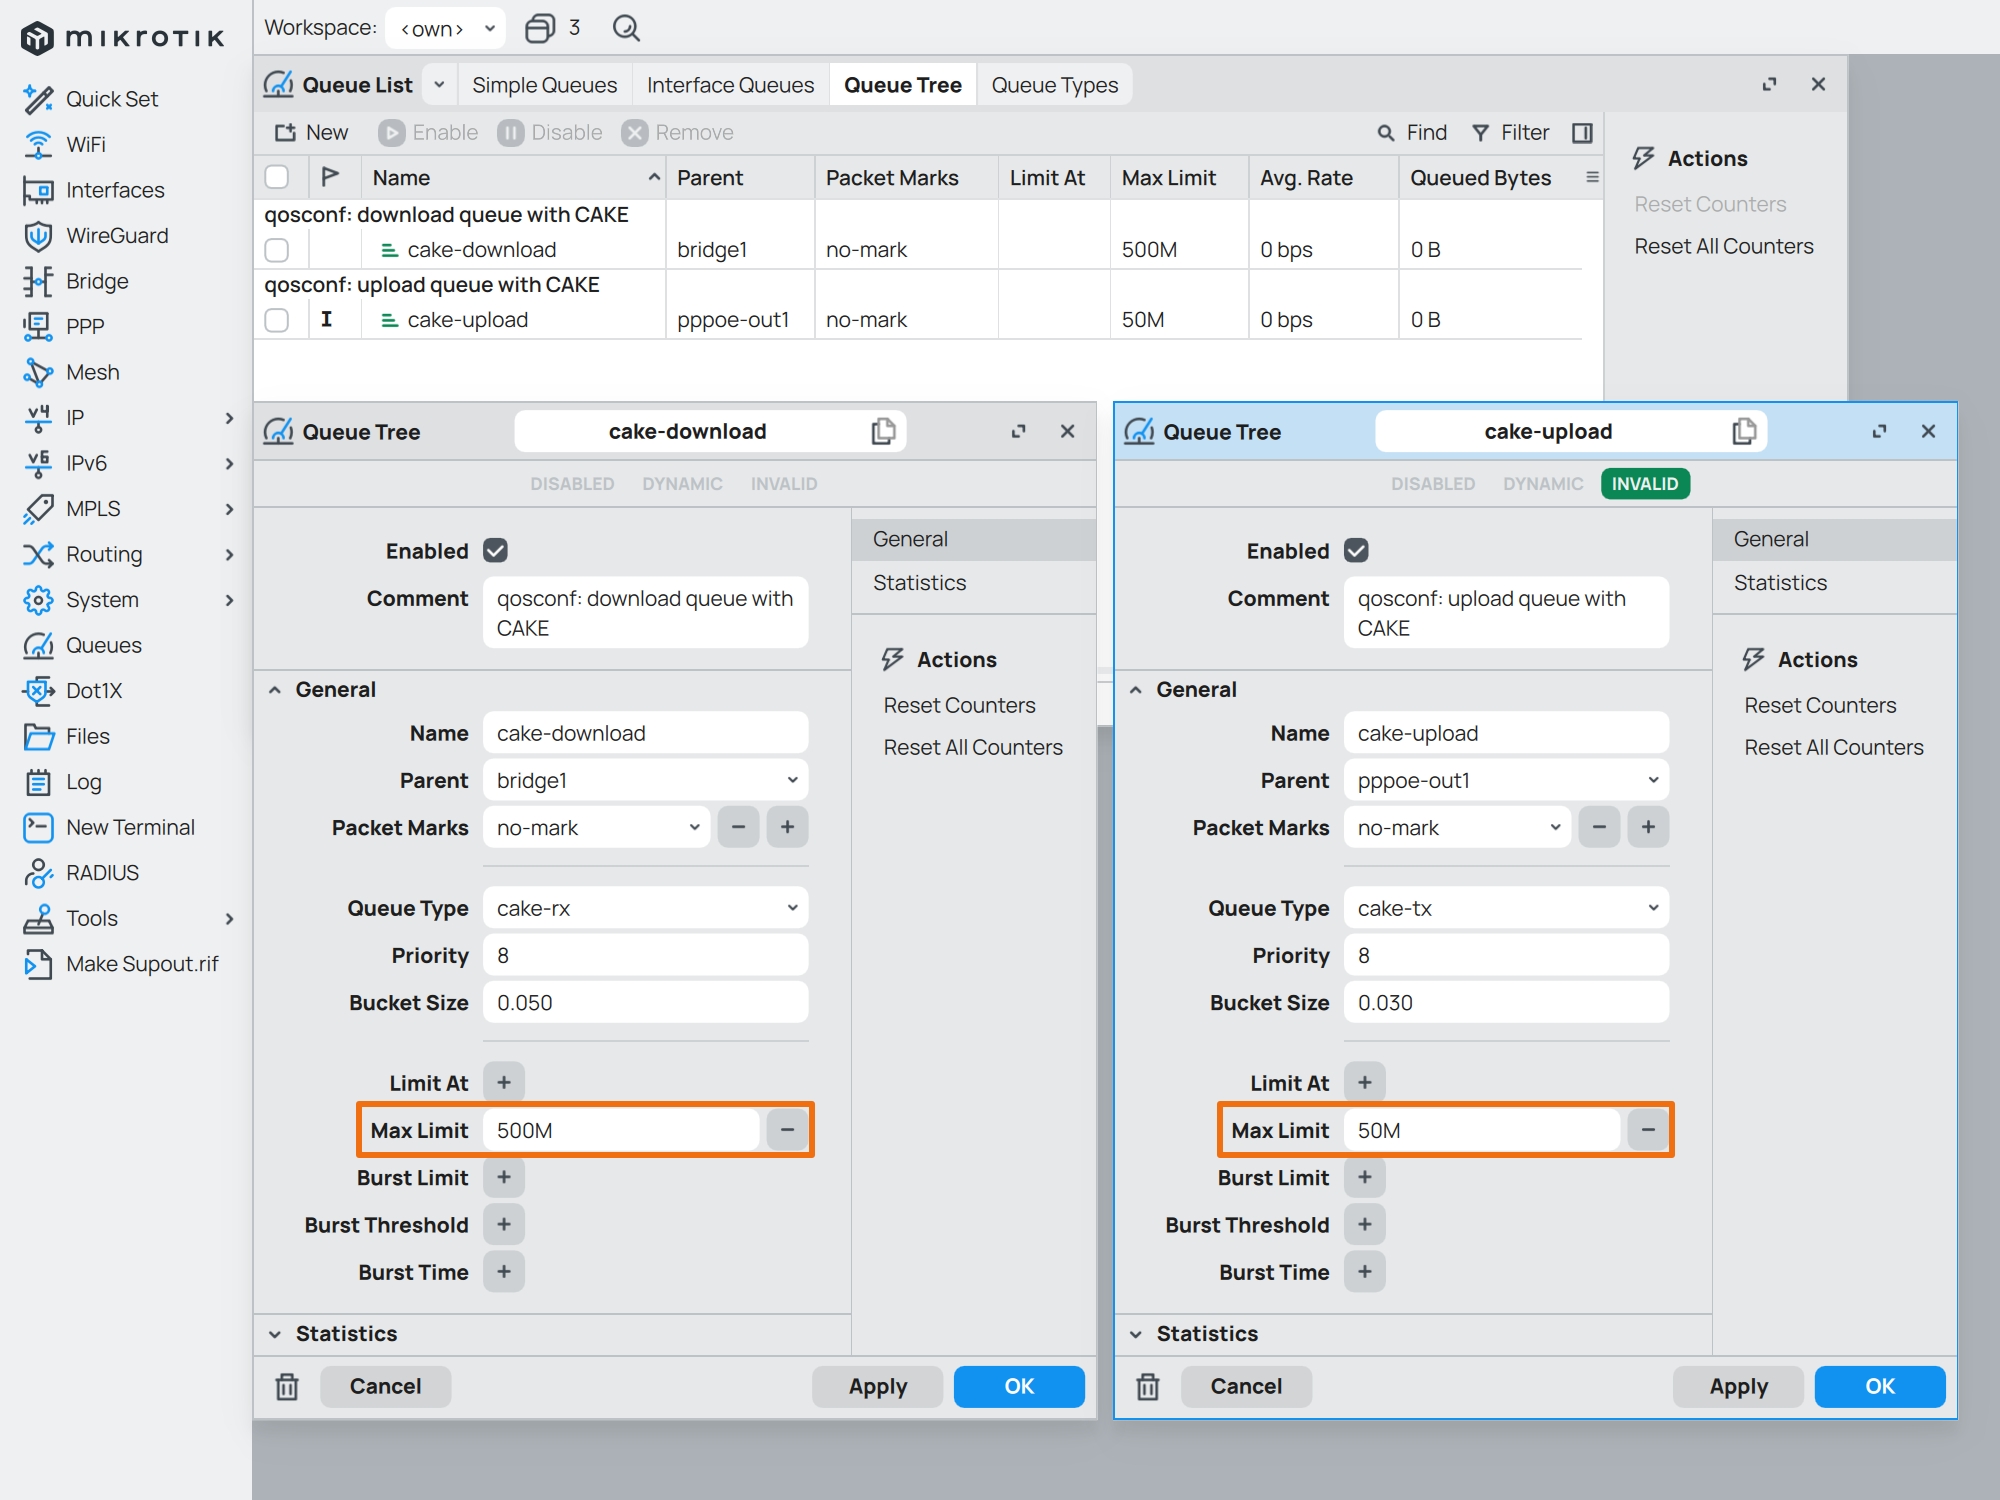 Workspace: <own> 3
mikrotik
Quick Set
WiFi
Interfaces
WireGuard
Bridge
PPP
Mesh
IP
IPv6
MPLS
Routing
System
Queues
Dot1X
Files
Log
New Terminal
RADIUS
Tools
Make Supout.rif
Queue List Simple Queues Interface Queues Queue Tree Queue Types
New Enable Disable Remove Find Filter
Name Parent Packet Marks Limit At Max Limit Avg. Rate Queued Bytes
qosconf: download queue with CAKE
cake-download bridge1 no-mark 500M 0 bps 0 B
qosconf: upload queue with CAKE
I cake-upload pppoe-out1 no-mark 50M 0 bps 0 B
Actions
Reset Counters
Reset All Counters
Queue Tree cake-download
DISABLED DYNAMIC INVALID
Enabled
Comment qosconf: download queue with
CAKE
General
Name cake-download
Parent bridge1
Packet Marks no-mark
Queue Type cake-rx
Priority 8
Bucket Size 0.050
Limit At
Max Limit 500M
Burst Limit
Burst Threshold
Burst Time
Statistics
Cancel Apply OK
General
Statistics
Actions
Reset Counters
Reset All Counters
Queue Tree cake-upload
DISABLED DYNAMIC INVALID
Enabled
Comment qosconf: upload queue with
CAKE
General
Name cake-upload
Parent pppoe-out1
Packet Marks no-mark
Queue Type cake-tx
Priority 8
Bucket Size 0.030
Limit At
Max Limit 50M
Burst Limit
Burst Threshold
Burst Time
Statistics
Cancel Apply OK
General
Statistics
Actions
Reset Counters
Reset All Counters